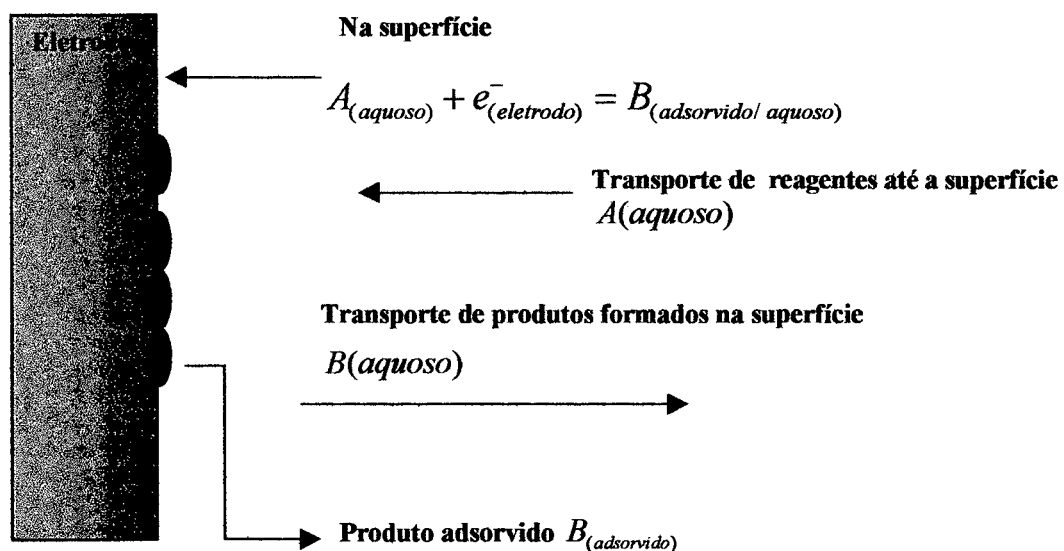 Na superfície
A(aquoso) + e⁻(eletrodo) = B(adsorvido/ aquoso)
Transporte de reagentes até a superfície
A(aquoso)
Transporte de produtos formados na superfície
B(aquoso)
Produto adsorvido B(adsorvido)